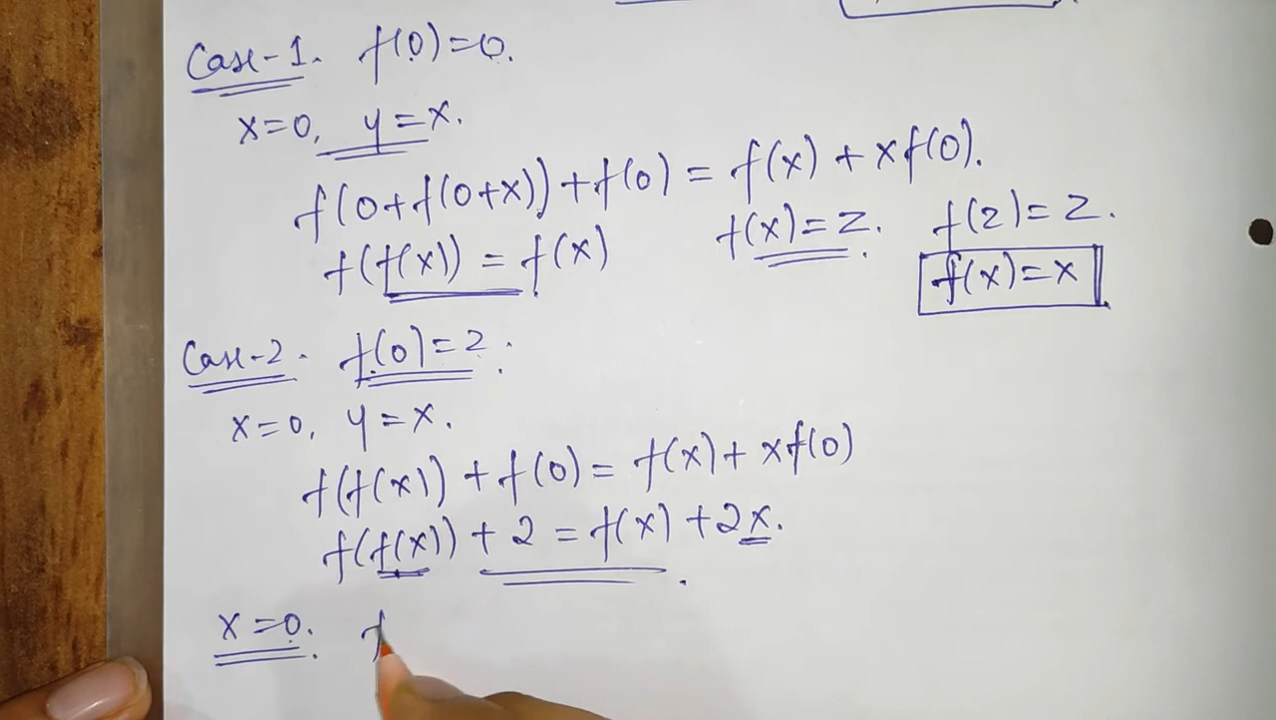 Case-1. f(0)=0.
x=0, y=x.
f(0+f(0+x))+f(0) = f(x)+xf(0).
f(f(x)) = f(x) f(x)=z. f(z)=z.
f(x)=x
Case-2. f(0)=2.
x=0, y=x.
f(f(x)) + f(0) = f(x)+ xf(0)
f(f(x)) + 2 = f(x) +2x.
x=0. f